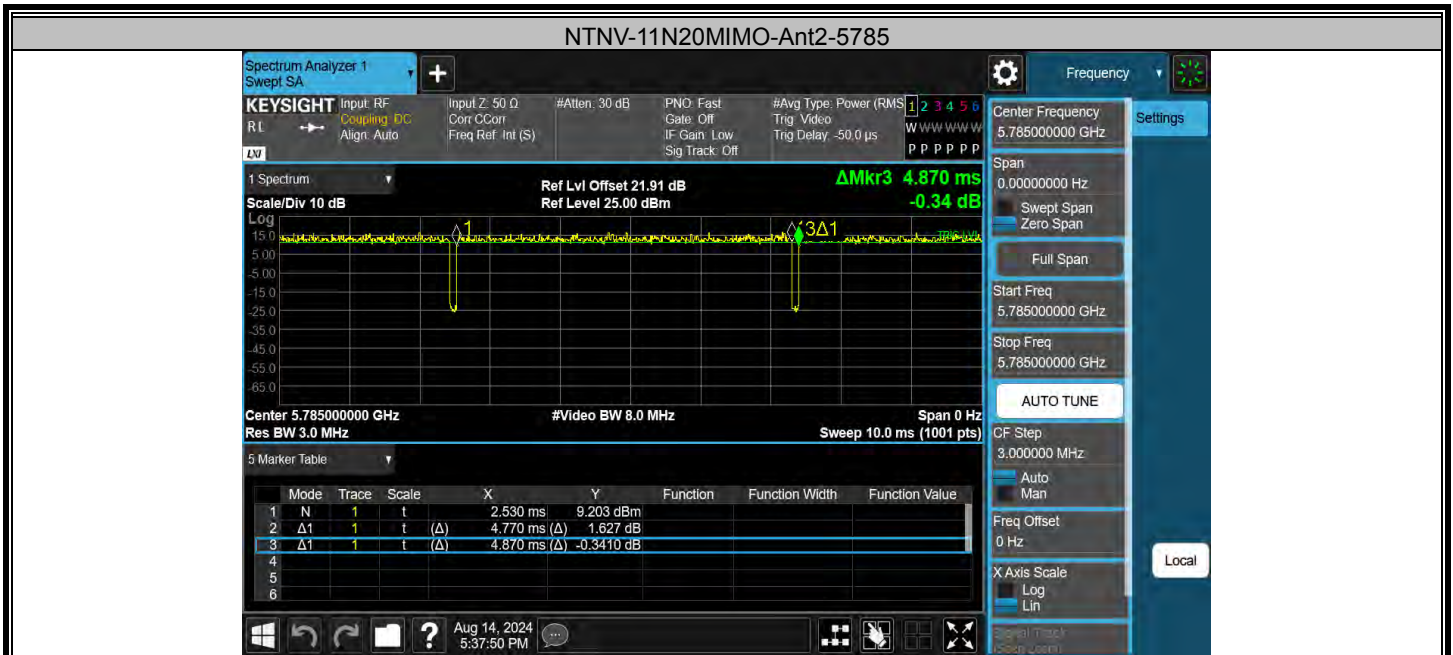 NTNV-11N20MIMO-Ant2-5785
Spectrum Analyzer 1
Swept SA
+
Frequency
KEYSIGHT
RL
LXI
Input: RF
Coupling: DC
Align: Auto
Input Z: 50 Ω
Corr CCorr
Freq Ref: Int (S)
#Atten: 30 dB
PNO: Fast
Gate: Off
IF Gain: Low
Sig Track: Off
#Avg Type: Power (RMS
Trig: Video
Trig Delay: -50.0 µs
1 2 3 4 5 6
W W W W W W
P P P P P P
1 Spectrum
Scale/Div 10 dB
Ref Lvl Offset 21.91 dB
Ref Level 25.00 dBm
ΔMkr3 4.870 ms
-0.34 dB
Log
15.0
5.00
-5.00
-15.0
-25.0
-35.0
-45.0
-55.0
-65.0
1
3Δ1
TRIG LVL
Center 5.785000000 GHz
#Video BW 8.0 MHz
Span 0 Hz
Res BW 3.0 MHz
Sweep 10.0 ms (1001 pts)
5 Marker Table
Mode Trace Scale X Y Function Function Width Function Value
1 N 1 t 2.530 ms 9.203 dBm
2 Δ1 1 t (Δ) 4.770 ms (Δ) 1.627 dB
3 Δ1 1 t (Δ) 4.870 ms (Δ) -0.3410 dB
4
5
6
Aug 14, 2024
5:37:50 PM
Center Frequency
5.785000000 GHz
Settings
Span
0.00000000 Hz
Swept Span
Zero Span
Full Span
Start Freq
5.785000000 GHz
Stop Freq
5.785000000 GHz
AUTO TUNE
CF Step
3.000000 MHz
Auto
Man
Freq Offset
0 Hz
X Axis Scale
Log
Lin
Signal Track
(Span Zoom)
Local